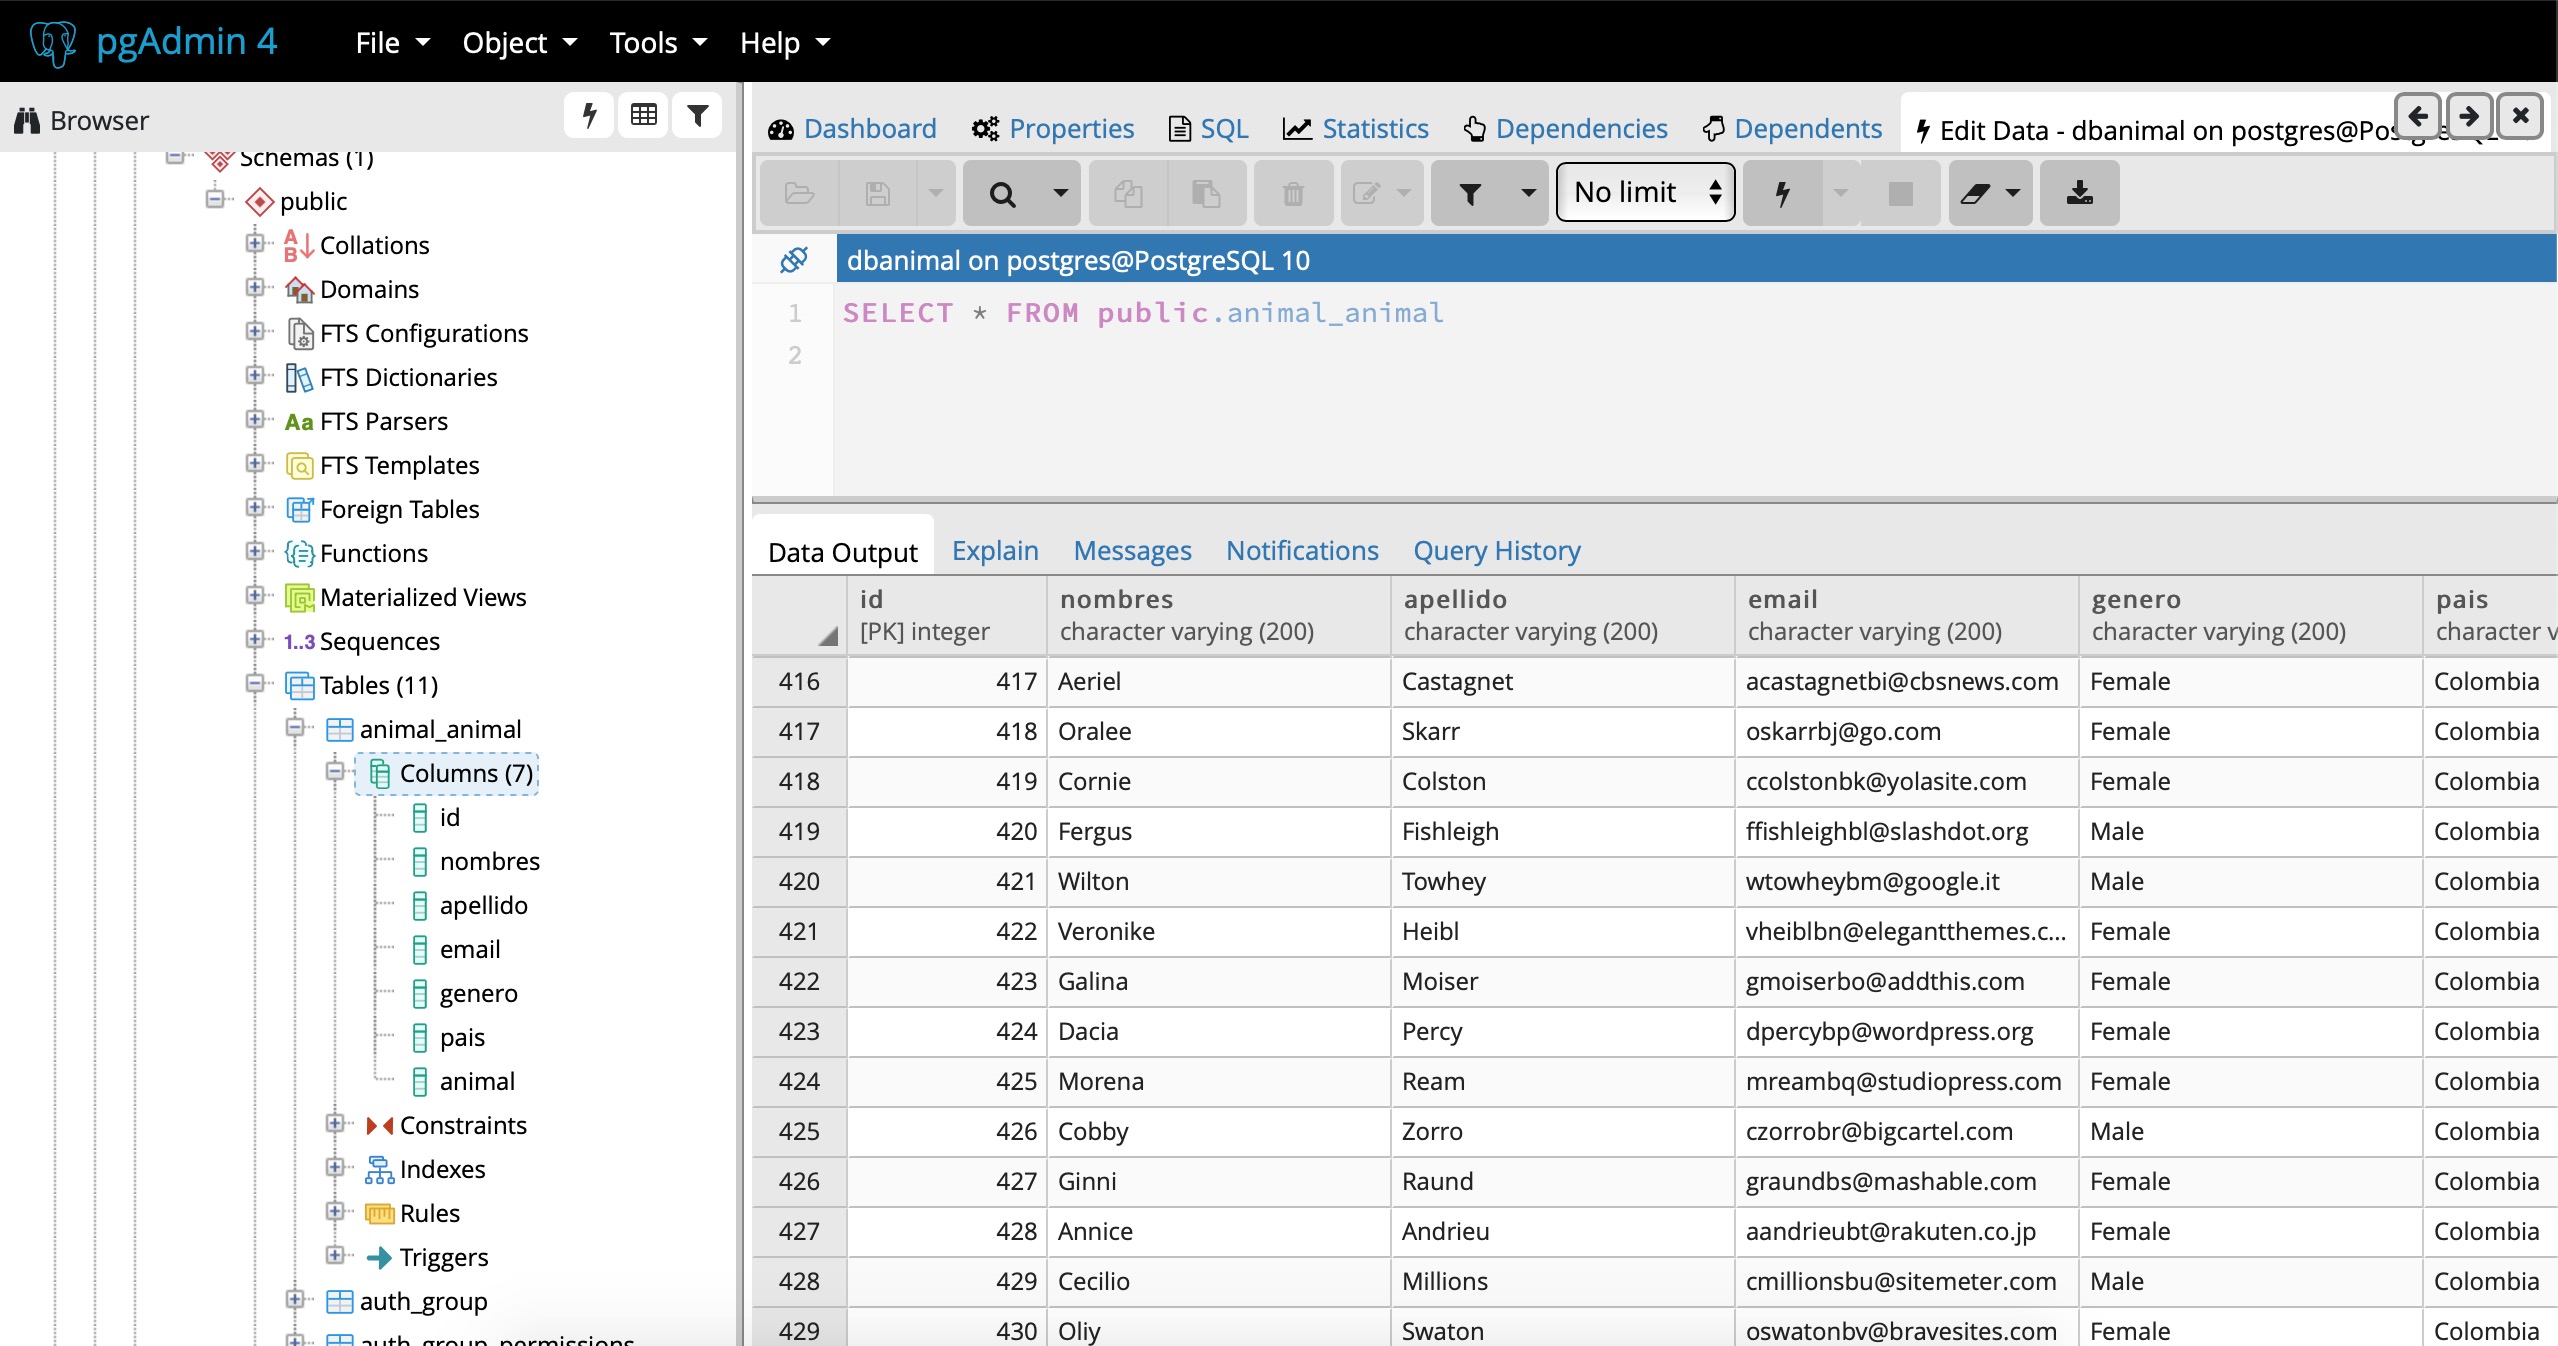 pgAdmin 4 File Object Tools Help
Browser
Schemas (1)
public
A B Collations
Domains
FTS Configurations
FTS Dictionaries
Aa FTS Parsers
FTS Templates
Foreign Tables
Functions
Materialized Views
1..3 Sequences
Tables (11)
animal_animal
Columns (7)
id
nombres
apellido
email
genero
pais
animal
Constraints
Indexes
Rules
Triggers
auth_group
auth_group_permissions
Dashboard Properties SQL Statistics Dependencies Dependents Edit Data - dbanimal on postgres@PostgreSQL
No limit
dbanimal on postgres@PostgreSQL 10
1 SELECT * FROM public.animal_animal
2
Data Output Explain Messages Notifications Query History
id nombres apellido email genero pais
[PK] integer character varying (200) character varying (200) character varying (200) character varying (200) character v
416 417 Aeriel Castagnet acastagnetbi@cbsnews.com Female Colombia
417 418 Oralee Skarr oskarrbj@go.com Female Colombia
418 419 Cornie Colston ccolstonbk@yolasite.com Female Colombia
419 420 Fergus Fishleigh ffishleighbl@slashdot.org Male Colombia
420 421 Wilton Towhey wtowheybm@google.it Male Colombia
421 422 Veronike Heibl vheiblbn@elegantthemes.c... Female Colombia
422 423 Galina Moiser gmoiserbo@addthis.com Female Colombia
423 424 Dacia Percy dpercybp@wordpress.org Female Colombia
424 425 Morena Ream mreambq@studiopress.com Female Colombia
425 426 Cobby Zorro czorrobr@bigcartel.com Male Colombia
426 427 Ginni Raund graundbs@mashable.com Female Colombia
427 428 Annice Andrieu aandrieubt@rakuten.co.jp Female Colombia
428 429 Cecilio Millions cmillionsbu@sitemeter.com Male Colombia
429 430 Oliy Swaton oswatonbv@bravesites.com Female Colombia